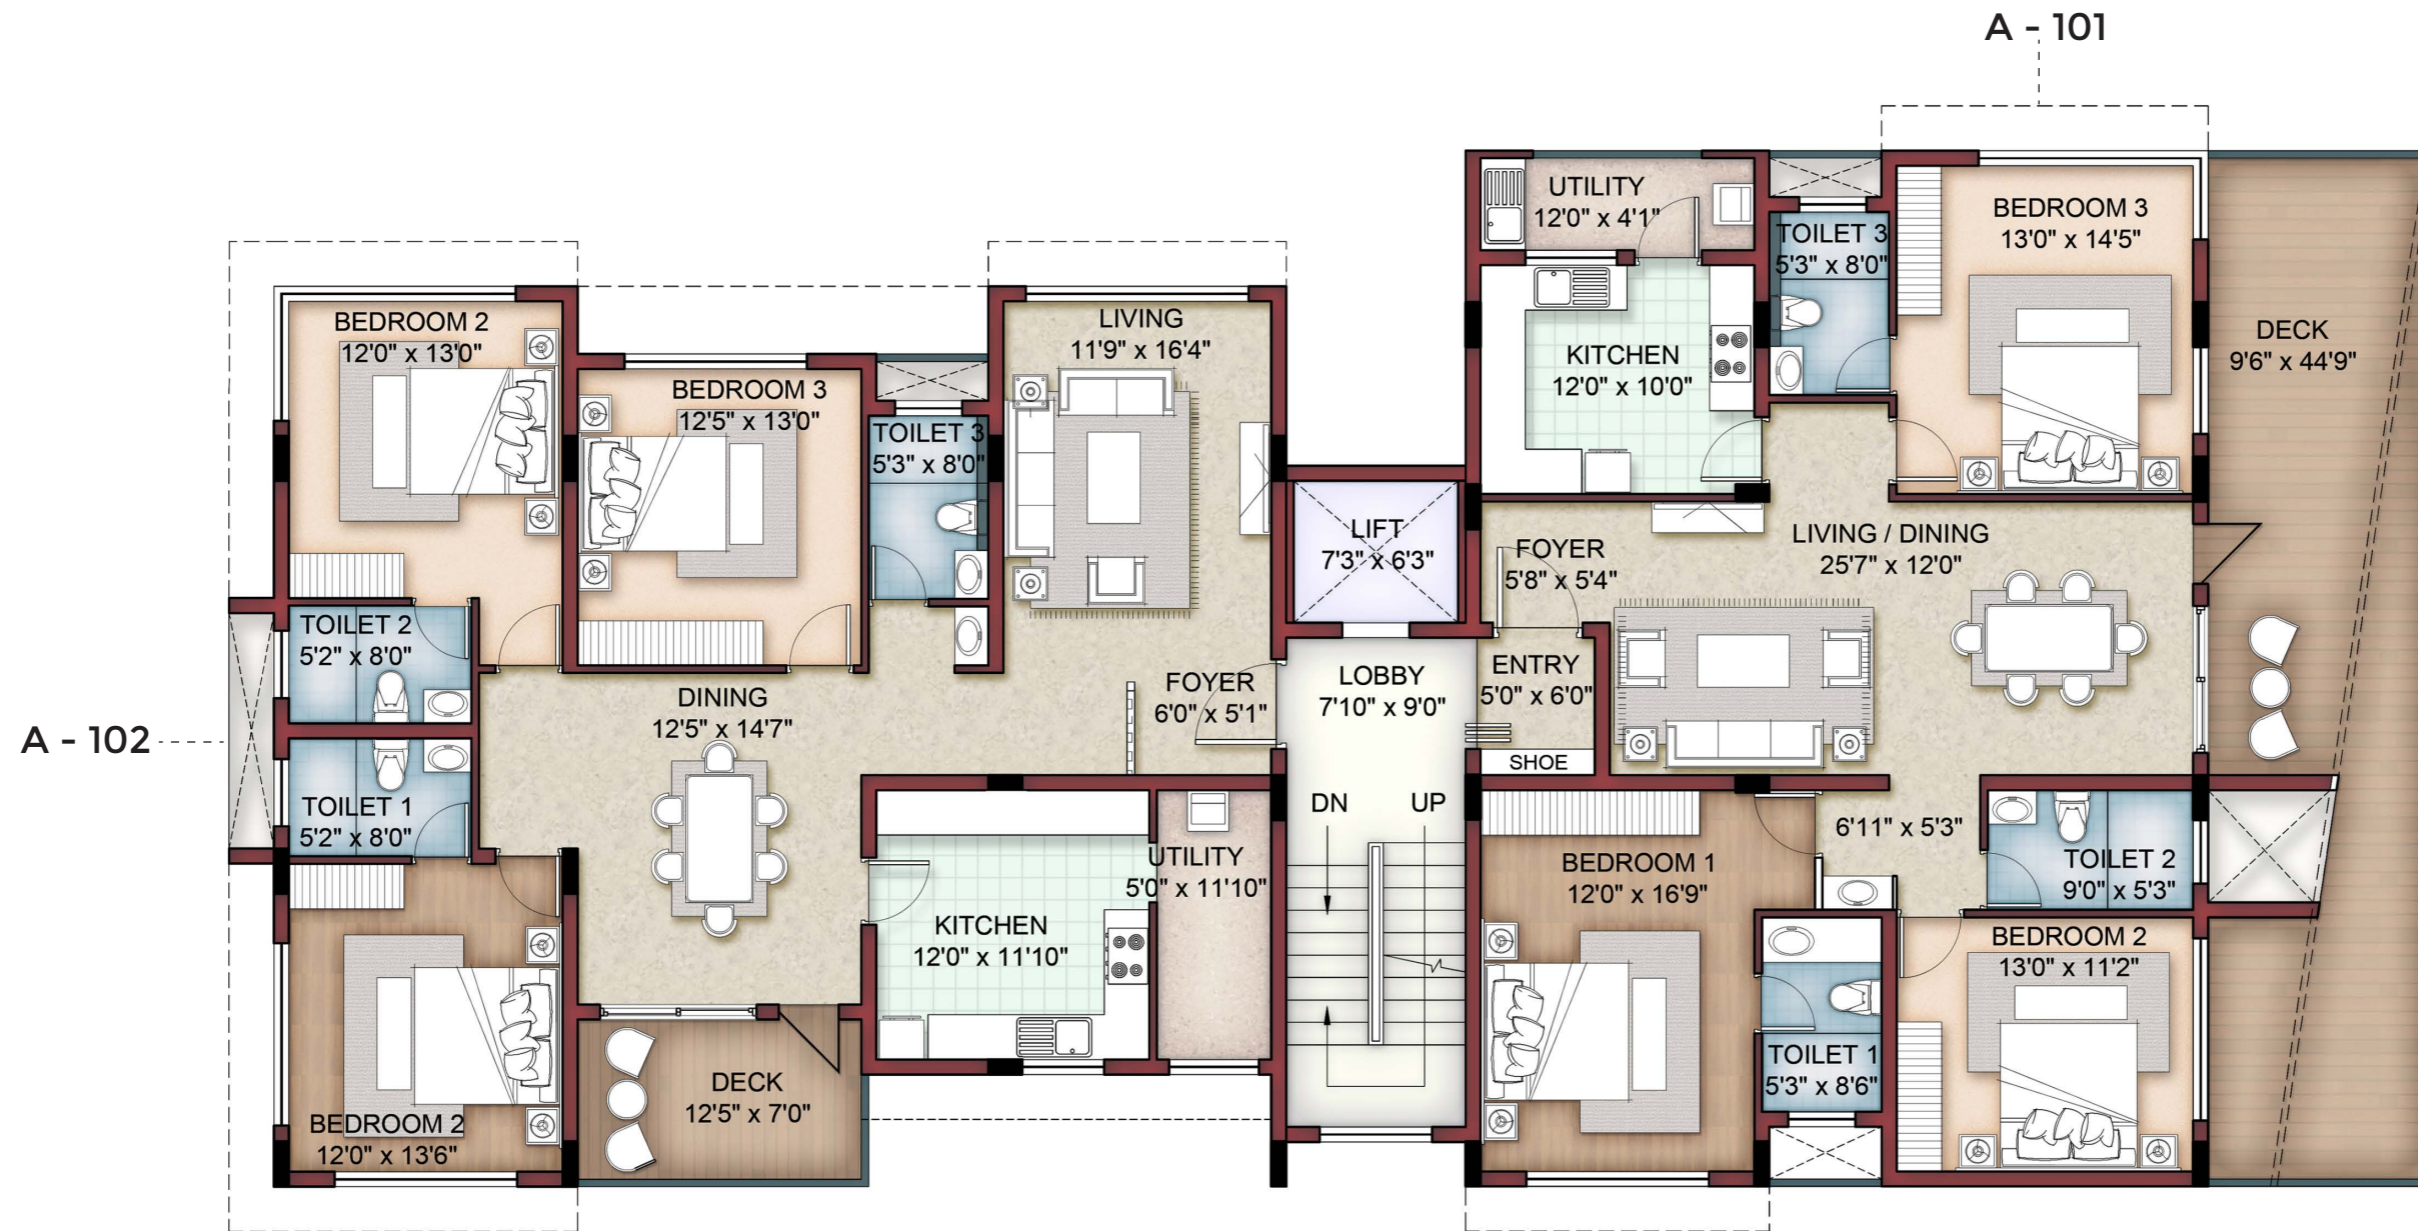 A - 101
A - 102
BEDROOM 2
12'0" x 13'0"
BEDROOM 3
12'5" x 13'0"
TOILET 3
5'3" x 8'0"
LIVING
11'9" x 16'4"
TOILET 2
5'2" x 8'0"
TOILET 1
5'2" x 8'0"
DINING
12'5" x 14'7"
FOYER
6'0" x 5'1"
KITCHEN
12'0" x 11'10"
UTILITY
5'0" x 11'10"
BEDROOM 2
12'0" x 13'6"
DECK
12'5" x 7'0"
LIFT
7'3" x 6'3"
LOBBY
7'10" x 9'0"
DN
UP
UTILITY
12'0" x 4'1"
KITCHEN
12'0" x 10'0"
TOILET 3
5'3" x 8'0"
BEDROOM 3
13'0" x 14'5"
DECK
9'6" x 44'9"
FOYER
5'8" x 5'4"
LIVING / DINING
25'7" x 12'0"
ENTRY
5'0" x 6'0"
SHOE
BEDROOM 1
12'0" x 16'9"
6'11" x 5'3"
TOILET 2
9'0" x 5'3"
TOILET 1
5'3" x 8'6"
BEDROOM 2
13'0" x 11'2"